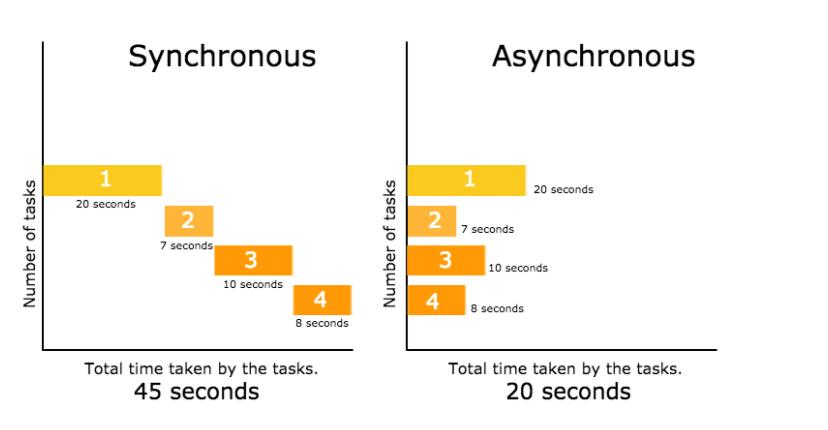 Synchronous
Number of tasks
1
20 seconds
2
7 seconds
3
10 seconds
4
8 seconds
Total time taken by the tasks.
45 seconds
Asynchronous
Number of tasks
1
20 seconds
2
7 seconds
3
10 seconds
4
8 seconds
Total time taken by the tasks.
20 seconds